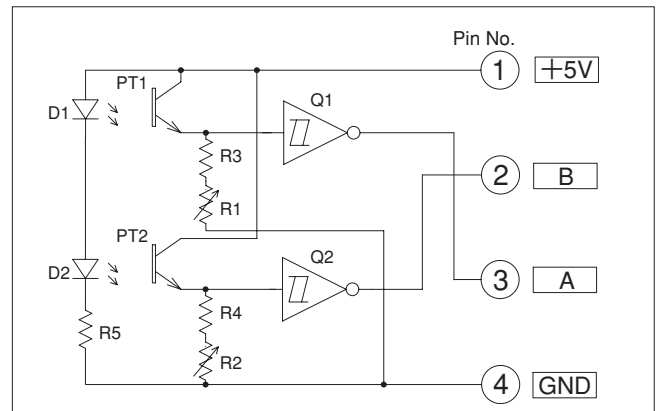 Pin No.
1 +5V
PT1
D1
Q1
R3
2 B
R1
PT2
Q2
D2
3 A
R4
R5
R2
4 GND